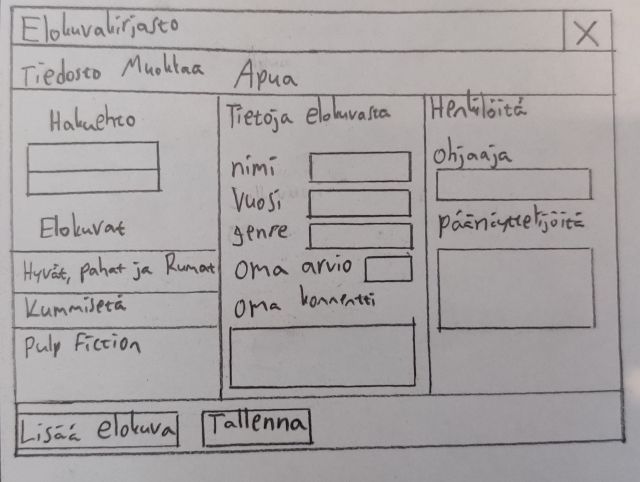 Elokuvakirjasto
X
Tiedosto Muokkaa Apua
Hakuehto
Elokuvat
Hyvät, pahat ja Rumat
Kummisetä
Pulp Fiction
Tietoja elokuvasta
nimi
Vuosi
genre
oma arvio
oma kommentti
Henkilöitä
ohjaaja
päänäyttelijöitä
Lisää elokuva
Tallenna